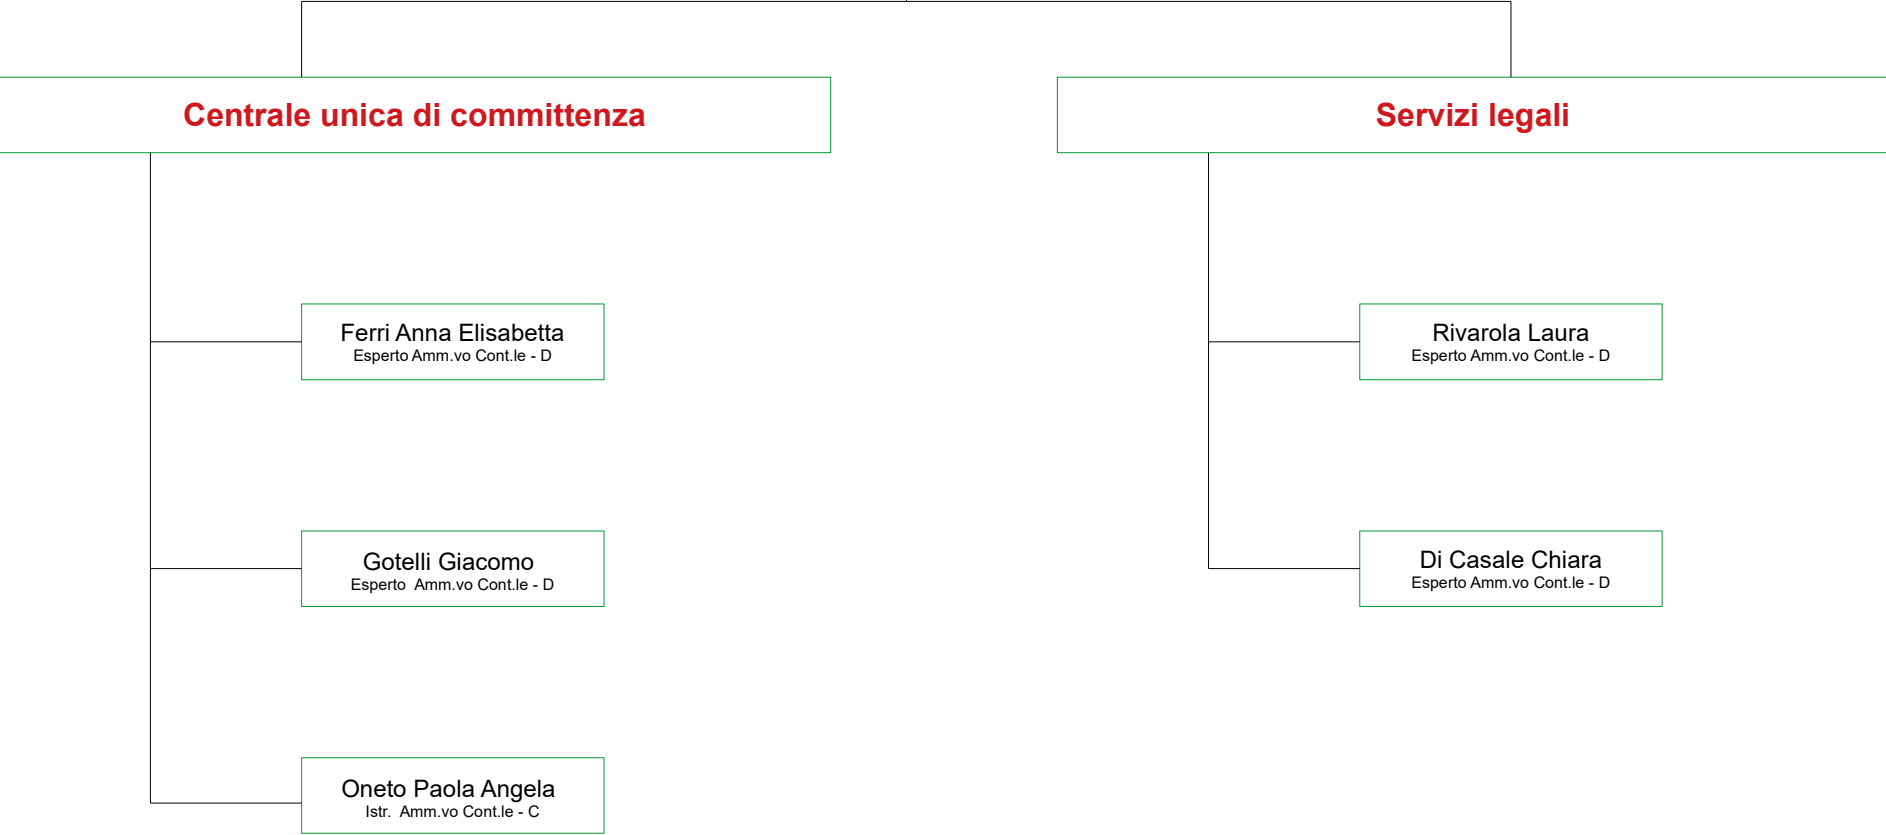 Centrale unica di committenza
Servizi legali
Ferri Anna Elisabetta
Esperto Amm.vo Cont.le - D
Rivarola Laura
Esperto Amm.vo Cont.le - D
Gotelli Giacomo
Esperto  Amm.vo Cont.le - D
Di Casale Chiara
Esperto Amm.vo Cont.le - D
Oneto Paola Angela
Istr.  Amm.vo Cont.le - C